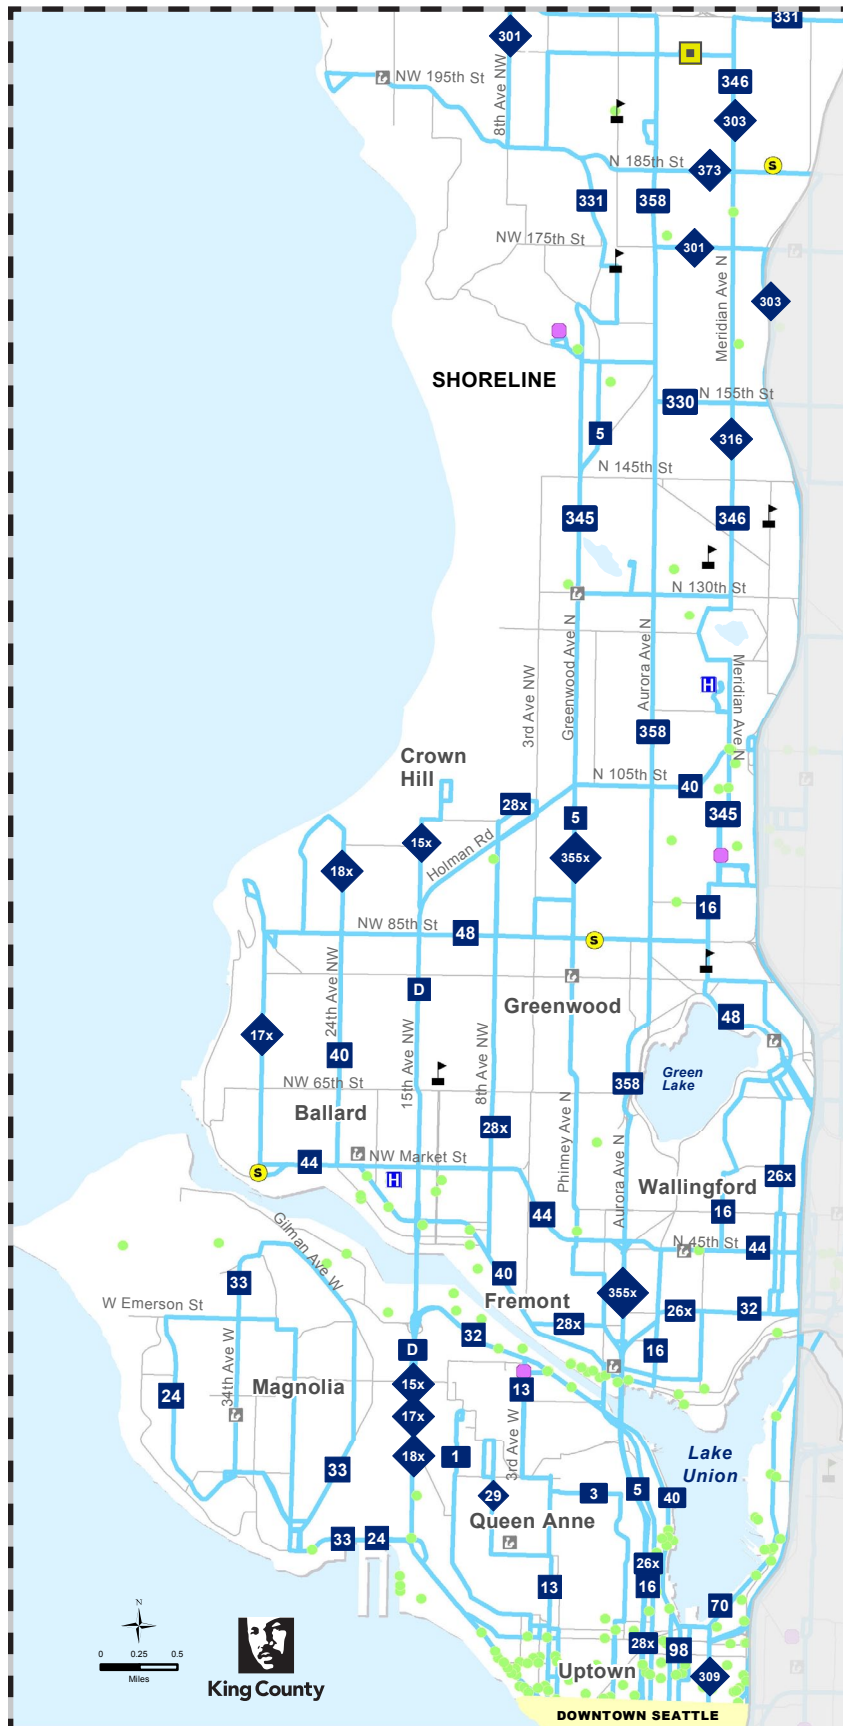 331
301
NW 195th St
8th Ave NW
346
303
N 185th St
373
S
331
358
NW 175th St
301
Meridian Ave N
303
SHORELINE
330
N 155th St
5
316
N 145th St
345
346
N 130th St
Greenwood Ave N
Aurora Ave N
3rd Ave NW
H
Meridian Ave N
358
Crown
Hill
N 105th St
40
28x
5
345
15x
Holman Rd
355x
18x
16
NW 85th St
48
S
D
24th Ave NW
Greenwood
48
17x
40
15th Ave NW
8th Ave NW
Green
Lake
358
NW 65th St
Ballard
28x
Phinney Ave N
Aurora Ave N
NW Market St
44
S
H
Wallingford
26x
16
44
Gilman Ave W
N 45th St
44
33
40
355x
W Emerson St
Fremont
26x
32
28x
32
34th Ave W
D
16
Magnolia
15x
13
24
17x
3rd Ave W
18x
1
Lake
Union
33
29
3
5
40
Queen Anne
33
24
26x
13
16
70
N
28x
98
0
0.25
0.5
Miles
Uptown
309
King County
DOWNTOWN SEATTLE